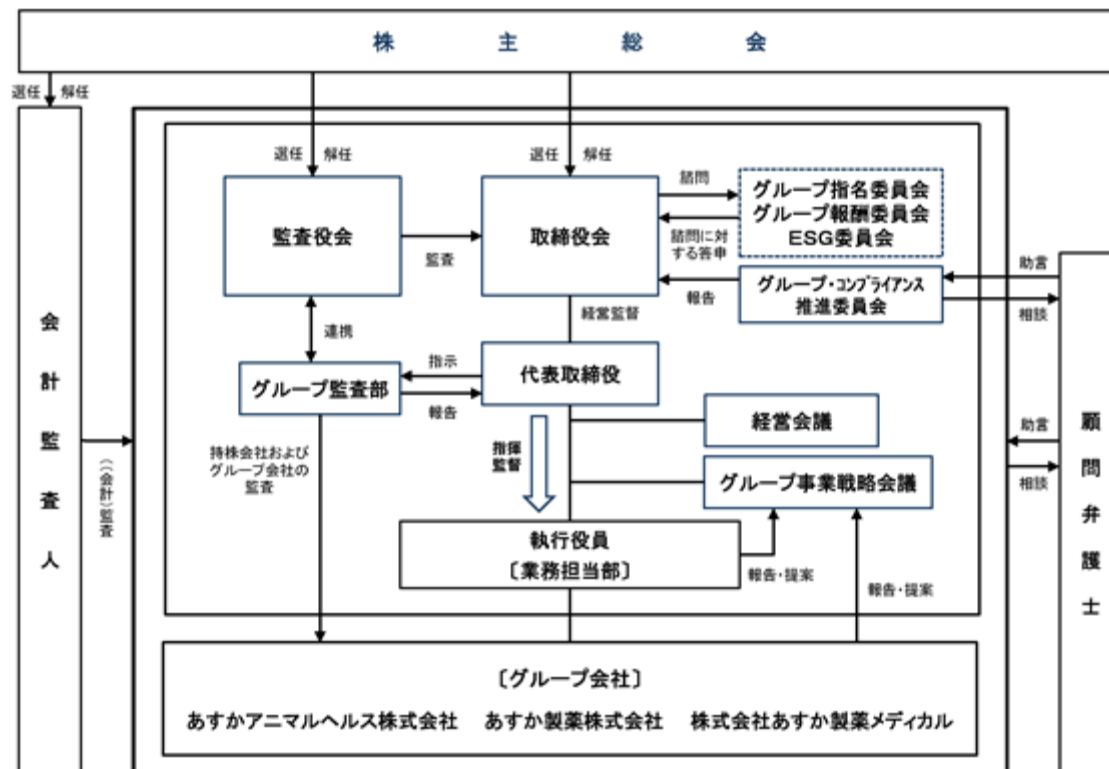 株主総会
選任 解任
選任 解任
選任 解任
監査役会
監査
取締役会
諮問
諮問に対
する答申
グループ指名委員会
グループ報酬委員会
ESG委員会
報告
グループ・コンプライアンス
推進委員会
助言
相談
経営監督
連携
グループ監査部
指示
報告
代表取締役
経営会議
グループ事業戦略会議
指揮
監督
持株会社および
グループ会社の
監査
執行役員
〔業務担当部〕
報告・提案
報告・提案
助言
相談
会計監査人
((会計)監査
顧問弁護士
〔グループ会社〕
あすかアニマルヘルス株式会社 あすか製薬株式会社 株式会社あすか製薬メディカル